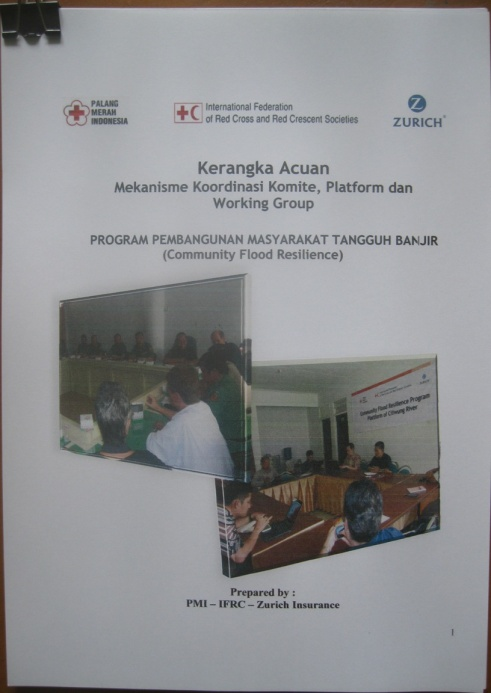 PALANG
MERAH
INDONESIA
International Federation
of Red Cross and Red Crescent Societies
Z
ZURICH®
Kerangka Acuan
Mekanisme Koordinasi Komite, Platform dan
Working Group
PROGRAM PEMBANGUNAN MASYARAKAT TANGGUH BANJIR
(Community Flood Resilience)
Community Flood Resilience Program
of Ciliwung River
Prepared by :
PMI – IFRC – Zurich Insurance
1